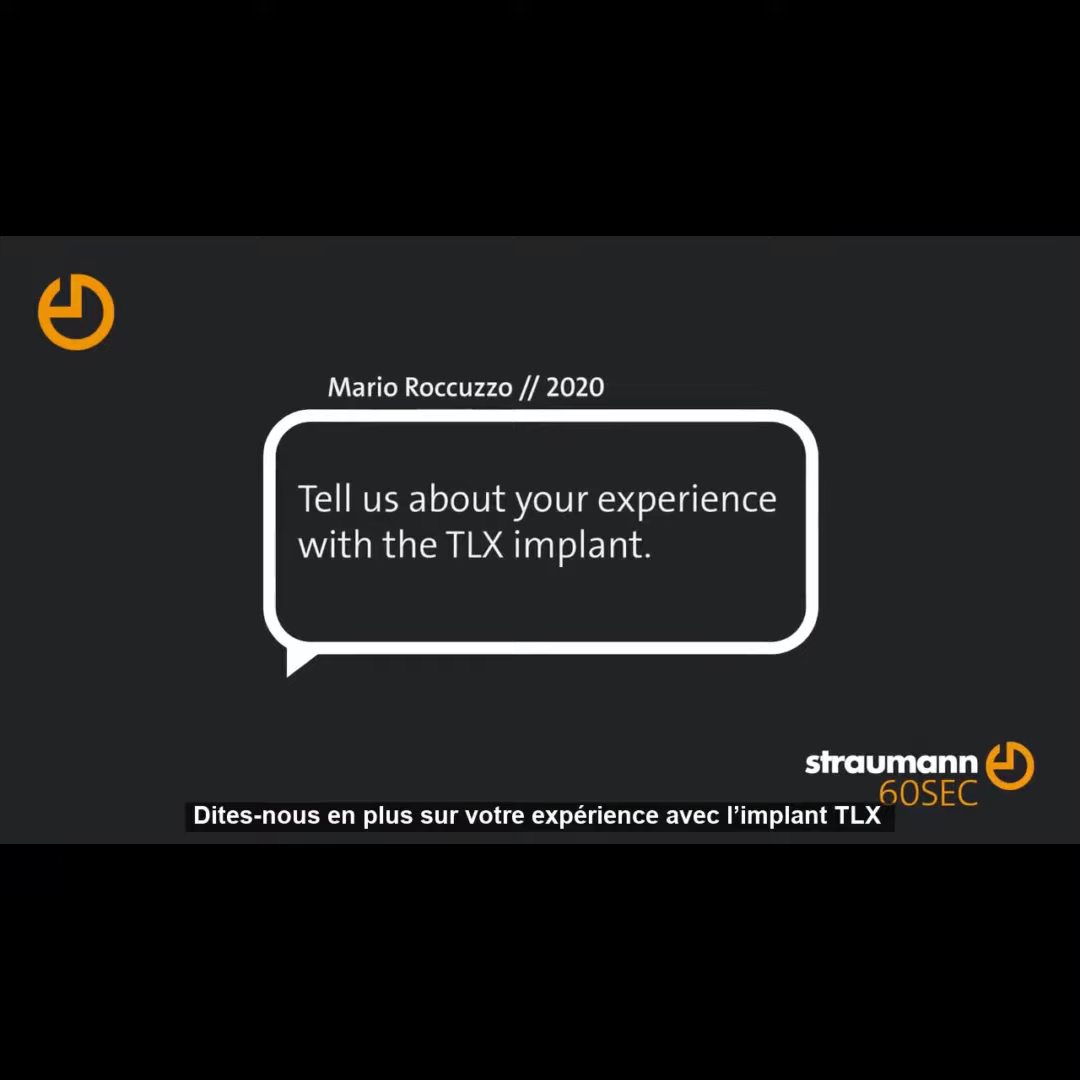 Mario Roccuzzo // 2020
Tell us about your experience
with the TLX implant.
straumann
60SEC
Dites-nous en plus sur votre expérience avec l’implant TLX